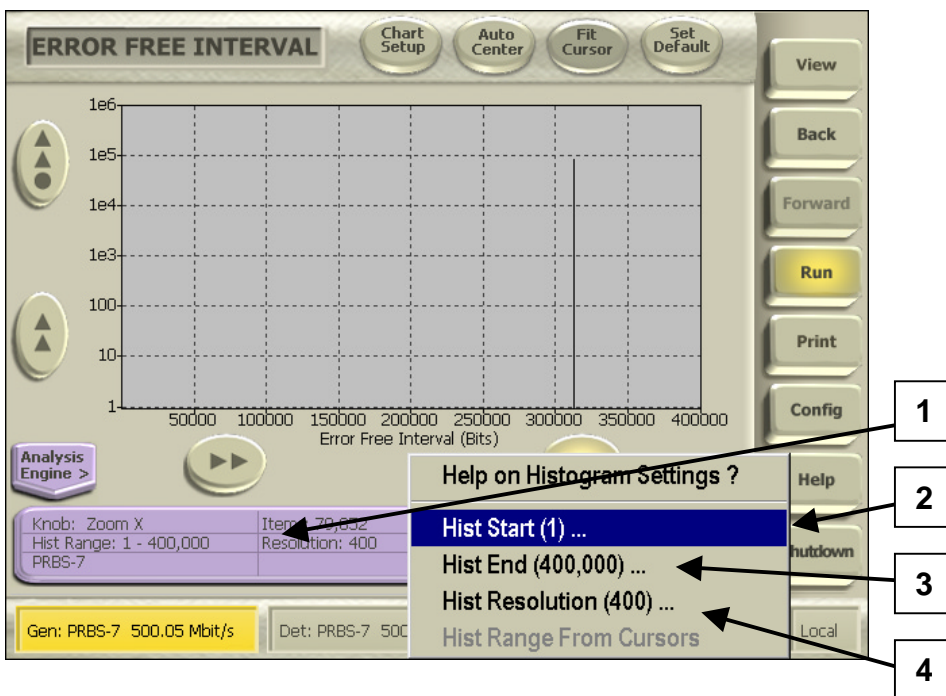 ERROR FREE INTERVAL
Chart Setup
Auto Center
Fit Cursor
Set Default
View
Back
Forward
Run
Print
Config
Help
hutdown
1e6
1e5
1e4
1e3
100
10
1
50000 100000 150000 200000 250000 300000 350000 400000
Error Free Interval (Bits)
Analysis
Engine >
Knob: Zoom X
Hist Range: 1 - 400,000
PRBS-7
Items: 79,652
Resolution: 400
Help on Histogram Settings ?
Hist Start (1) ...
Hist End (400,000) ...
Hist Resolution (400) ...
Hist Range From Cursors
Gen: PRBS-7 500.05 Mbit/s
Det: PRBS-7 500
Local
1
2
3
4